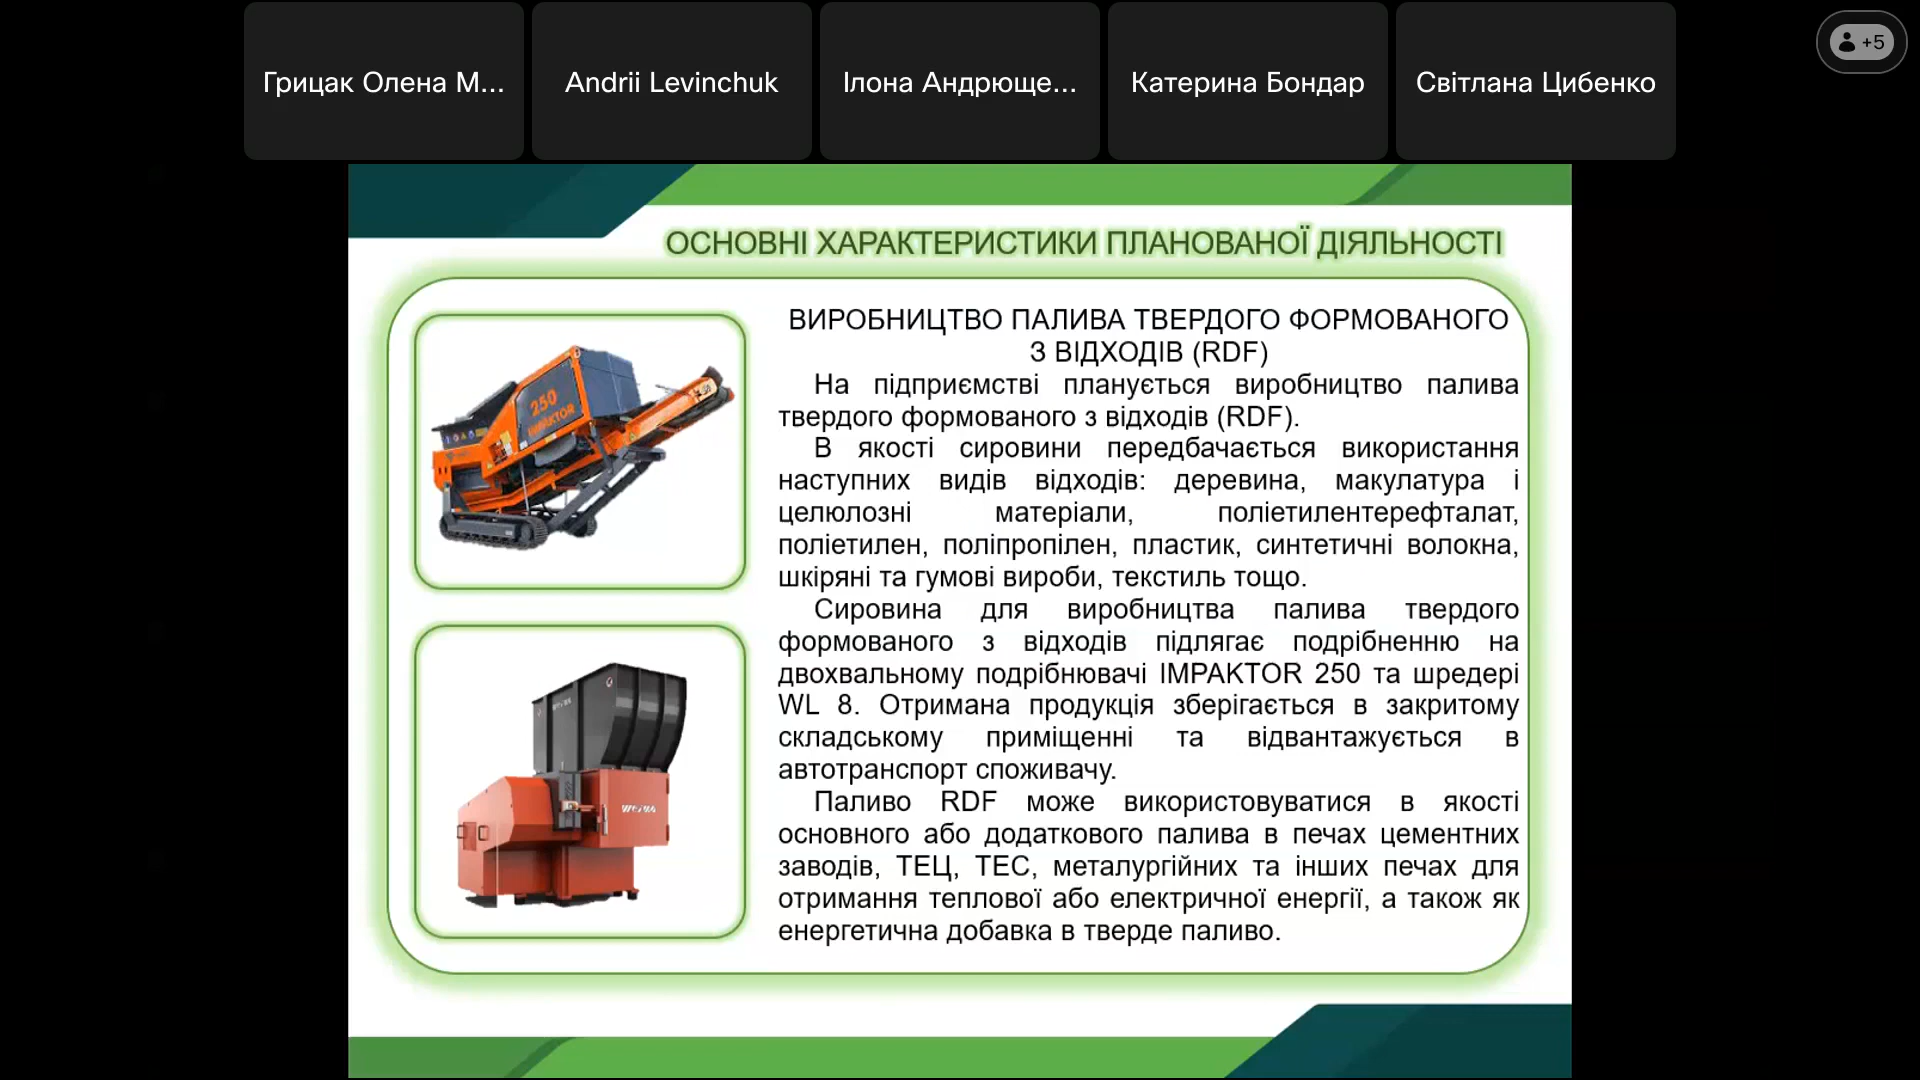 Грицак Олена М...
Andrii Levinchuk
Ілона Андрюще...
Катерина Бондар
Світлана Цибенко
+5
ОСНОВНІ ХАРАКТЕРИСТИКИ ПЛАНОВАНОЇ ДІЯЛЬНОСТІ
250
IMPAKTOR
ВИРОБНИЦТВО ПАЛИВА ТВЕРДОГО ФОРМОВАНОГО
З ВІДХОДІВ (RDF)
На підприємстві планується виробництво палива
твердого формованого з відходів (RDF).
В якості сировини передбачається використання
наступних видів відходів: деревина, макулатура і
целюлозні матеріали, поліетилентерефталат,
поліетилен, поліпропілен, пластик, синтетичні волокна,
шкіряні та гумові вироби, текстиль тощо.
Сировина для виробництва палива твердого
формованого з відходів підлягає подрібненню на
двохвальному подрібнювачі IMPAKTOR 250 та шредері
WL 8. Отримана продукція зберігається в закритому
складському приміщенні та відвантажується в
автотранспорт споживачу.
Паливо RDF може використовуватися в якості
основного або додаткового палива в печах цементних
заводів, ТЕЦ, ТЕС, металургійних та інших печах для
отримання теплової або електричної енергії, а також як
енергетична добавка в тверде паливо.
WEIMA